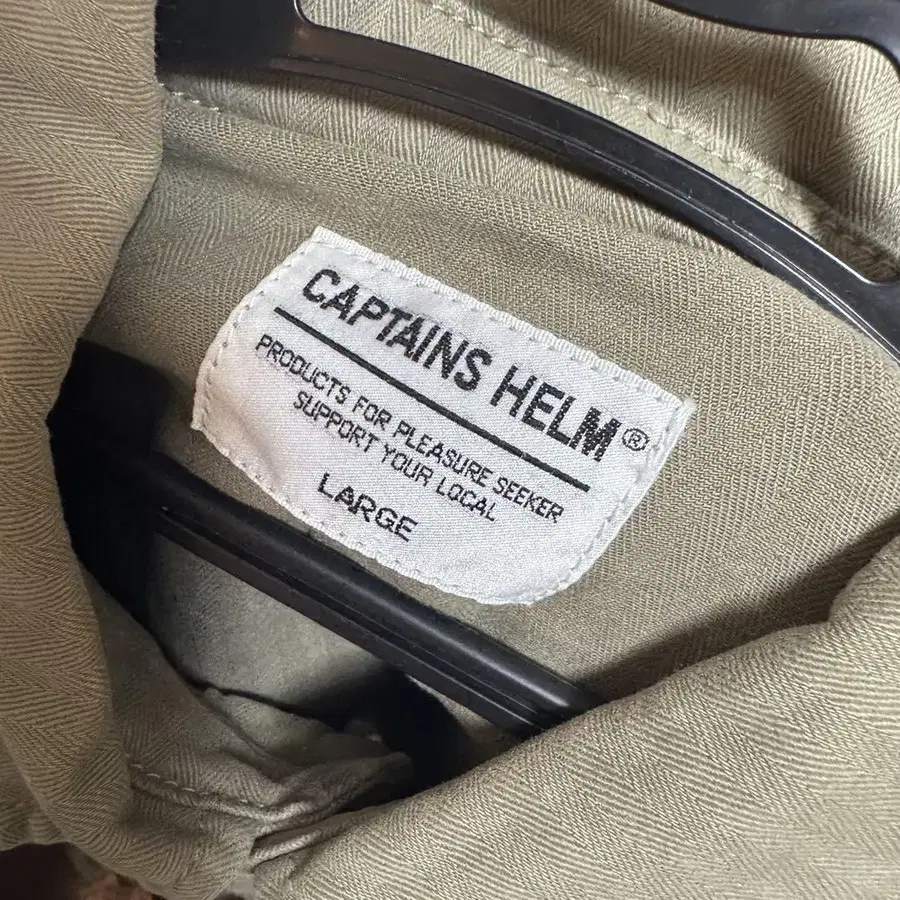 CAPTAINS HELM®
PRODUCTS FOR PLEASURE SEEKER
SUPPORT YOUR LOCAL
LARGE